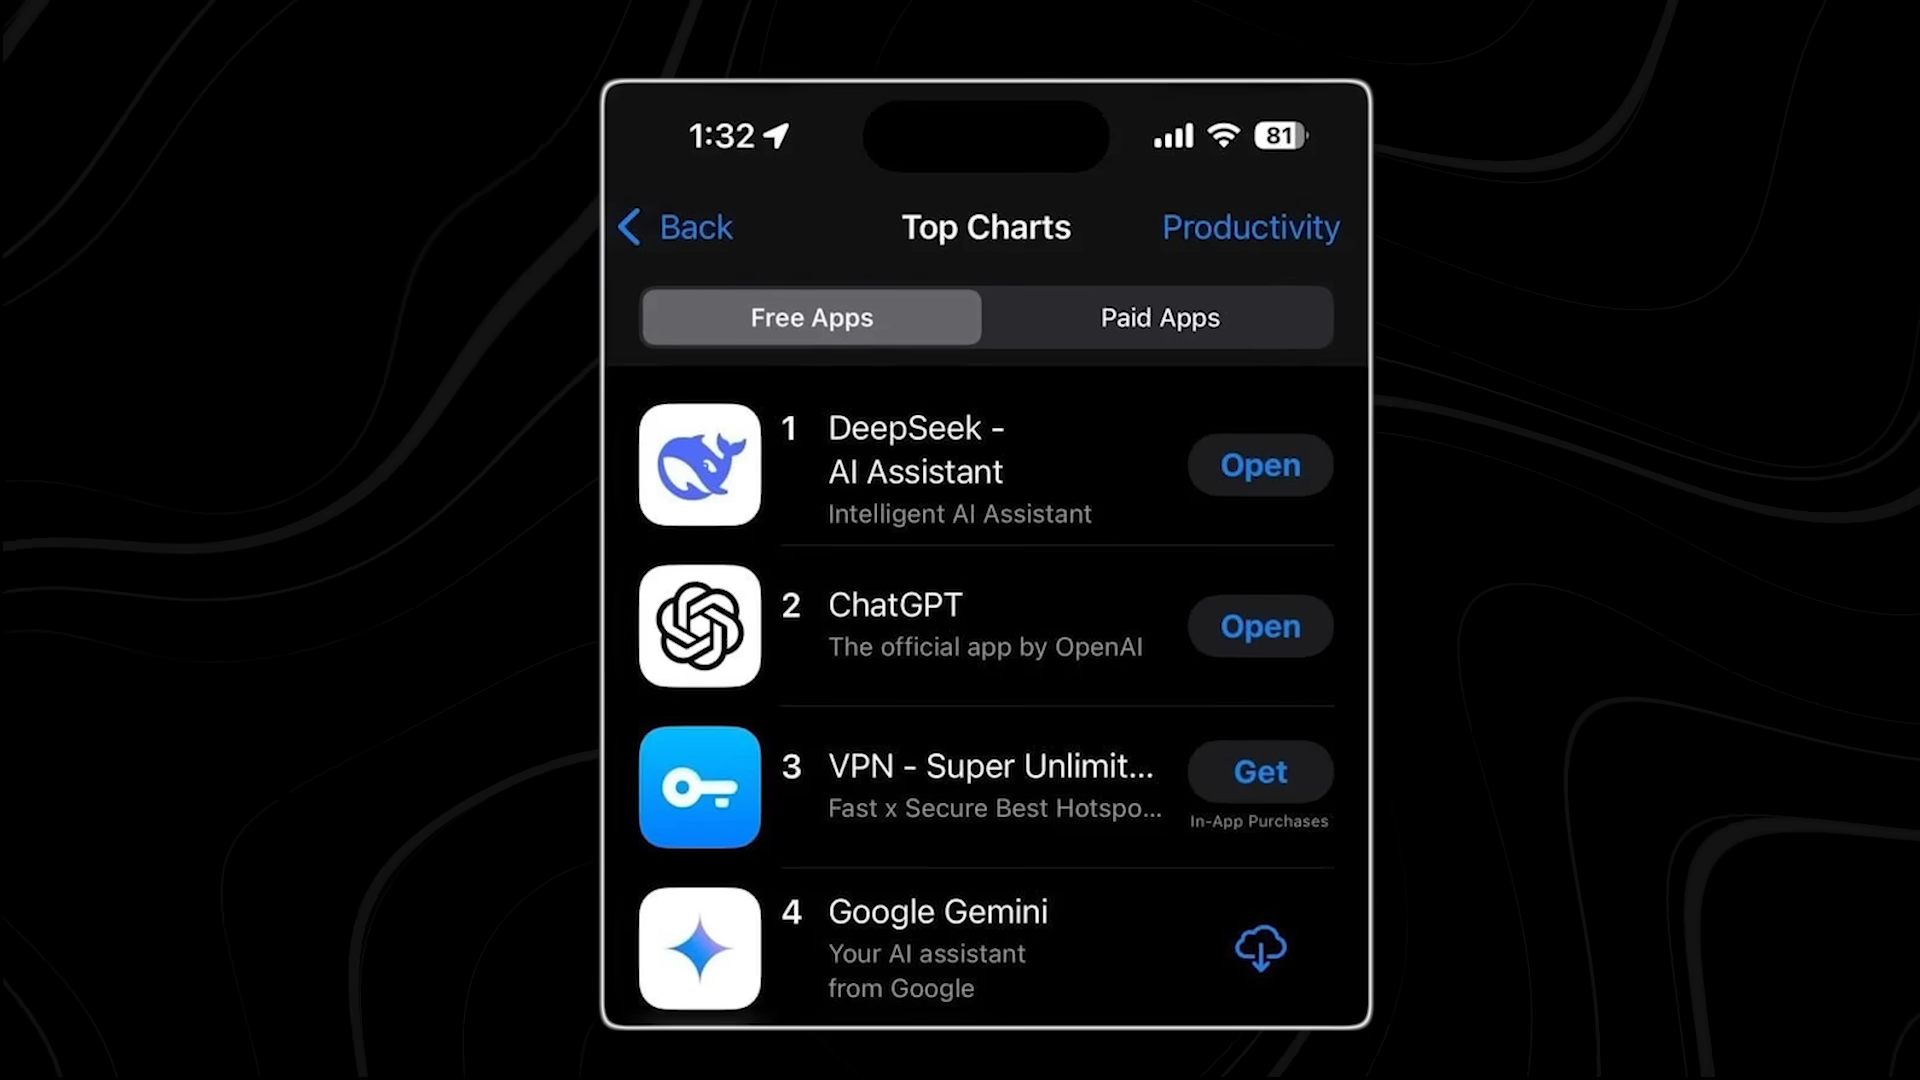 1:32
81
Back
Top Charts
Productivity
Free Apps
Paid Apps
1
DeepSeek -
AI Assistant
Intelligent AI Assistant
Open
2
ChatGPT
The official app by OpenAI
Open
3
VPN - Super Unlimit...
Fast x Secure Best Hotspo...
Get
In-App Purchases
4
Google Gemini
Your AI assistant
from Google